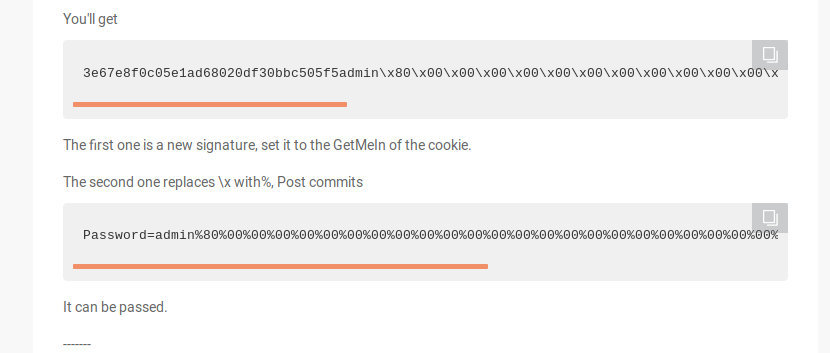 You'll get
3e67e8f0c05e1ad68020df30bbc505f5admin\x80\x00\x00\x00\x00\x00\x00\x00\x00\x00\x00\x00\x
The first one is a new signature, set it to the GetMeIn of the cookie.
The second one replaces \x with%, Post commits
Password=admin%80%00%00%00%00%00%00%00%00%00%00%00%00%00%00%00%00%00%00%00%00%00%00%00%
It can be passed.
-------